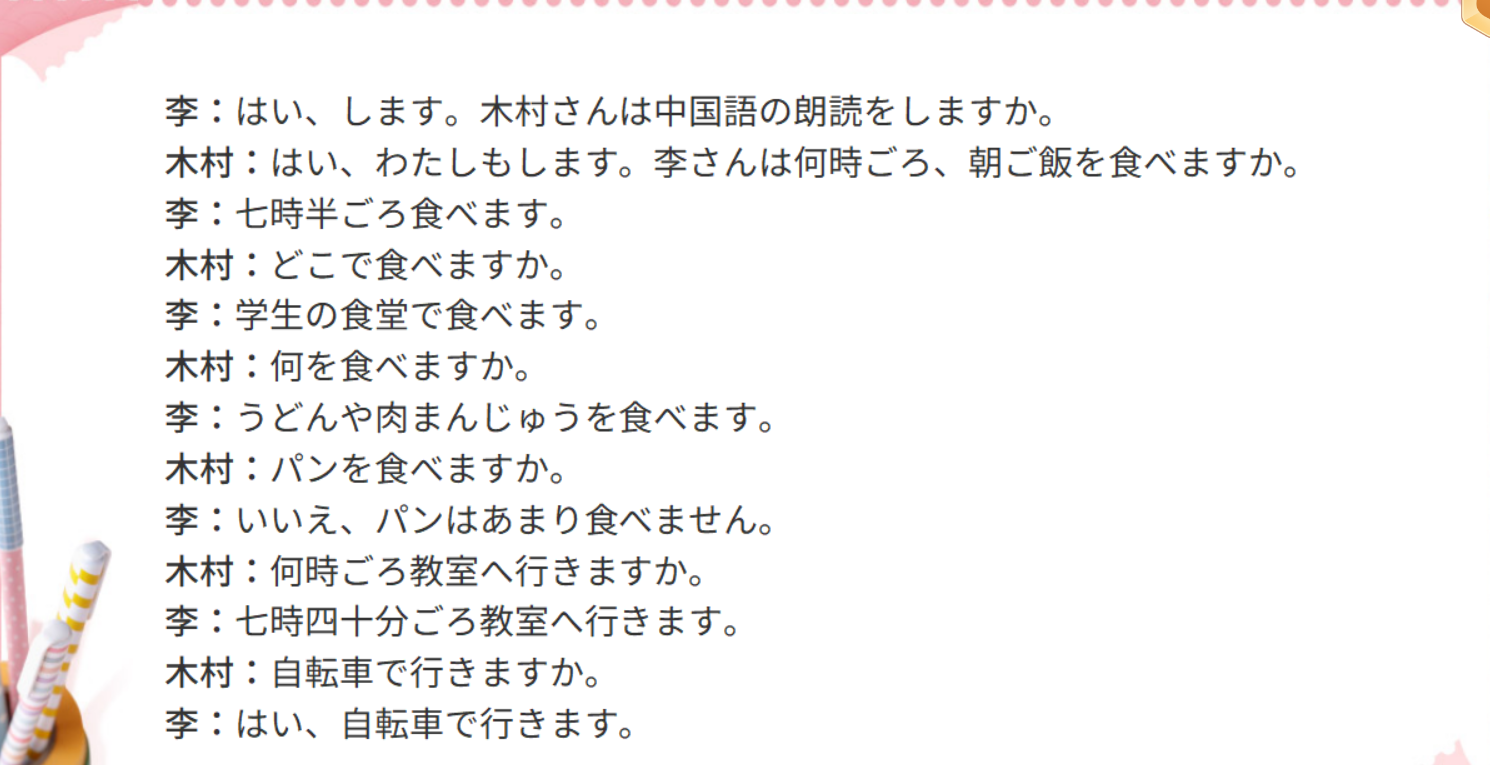 李：はい、します。木村さんは中国語の朗読をしますか。
木村：はい、わたしもします。李さんは何時ごろ、朝ご飯を食べますか。
李：七時半ごろ食べます。
木村：どこで食べますか。
李：学生の食堂で食べます。
木村：何を食べますか。
李：うどんや肉まんじゅうを食べます。
木村：パンを食べますか。
李：いいえ、パンはあまり食べません。
木村：何時ごろ教室へ行きますか。
李：七時四十分ごろ教室へ行きます。
木村：自転車で行きますか。
李：はい、自転車で行きます。